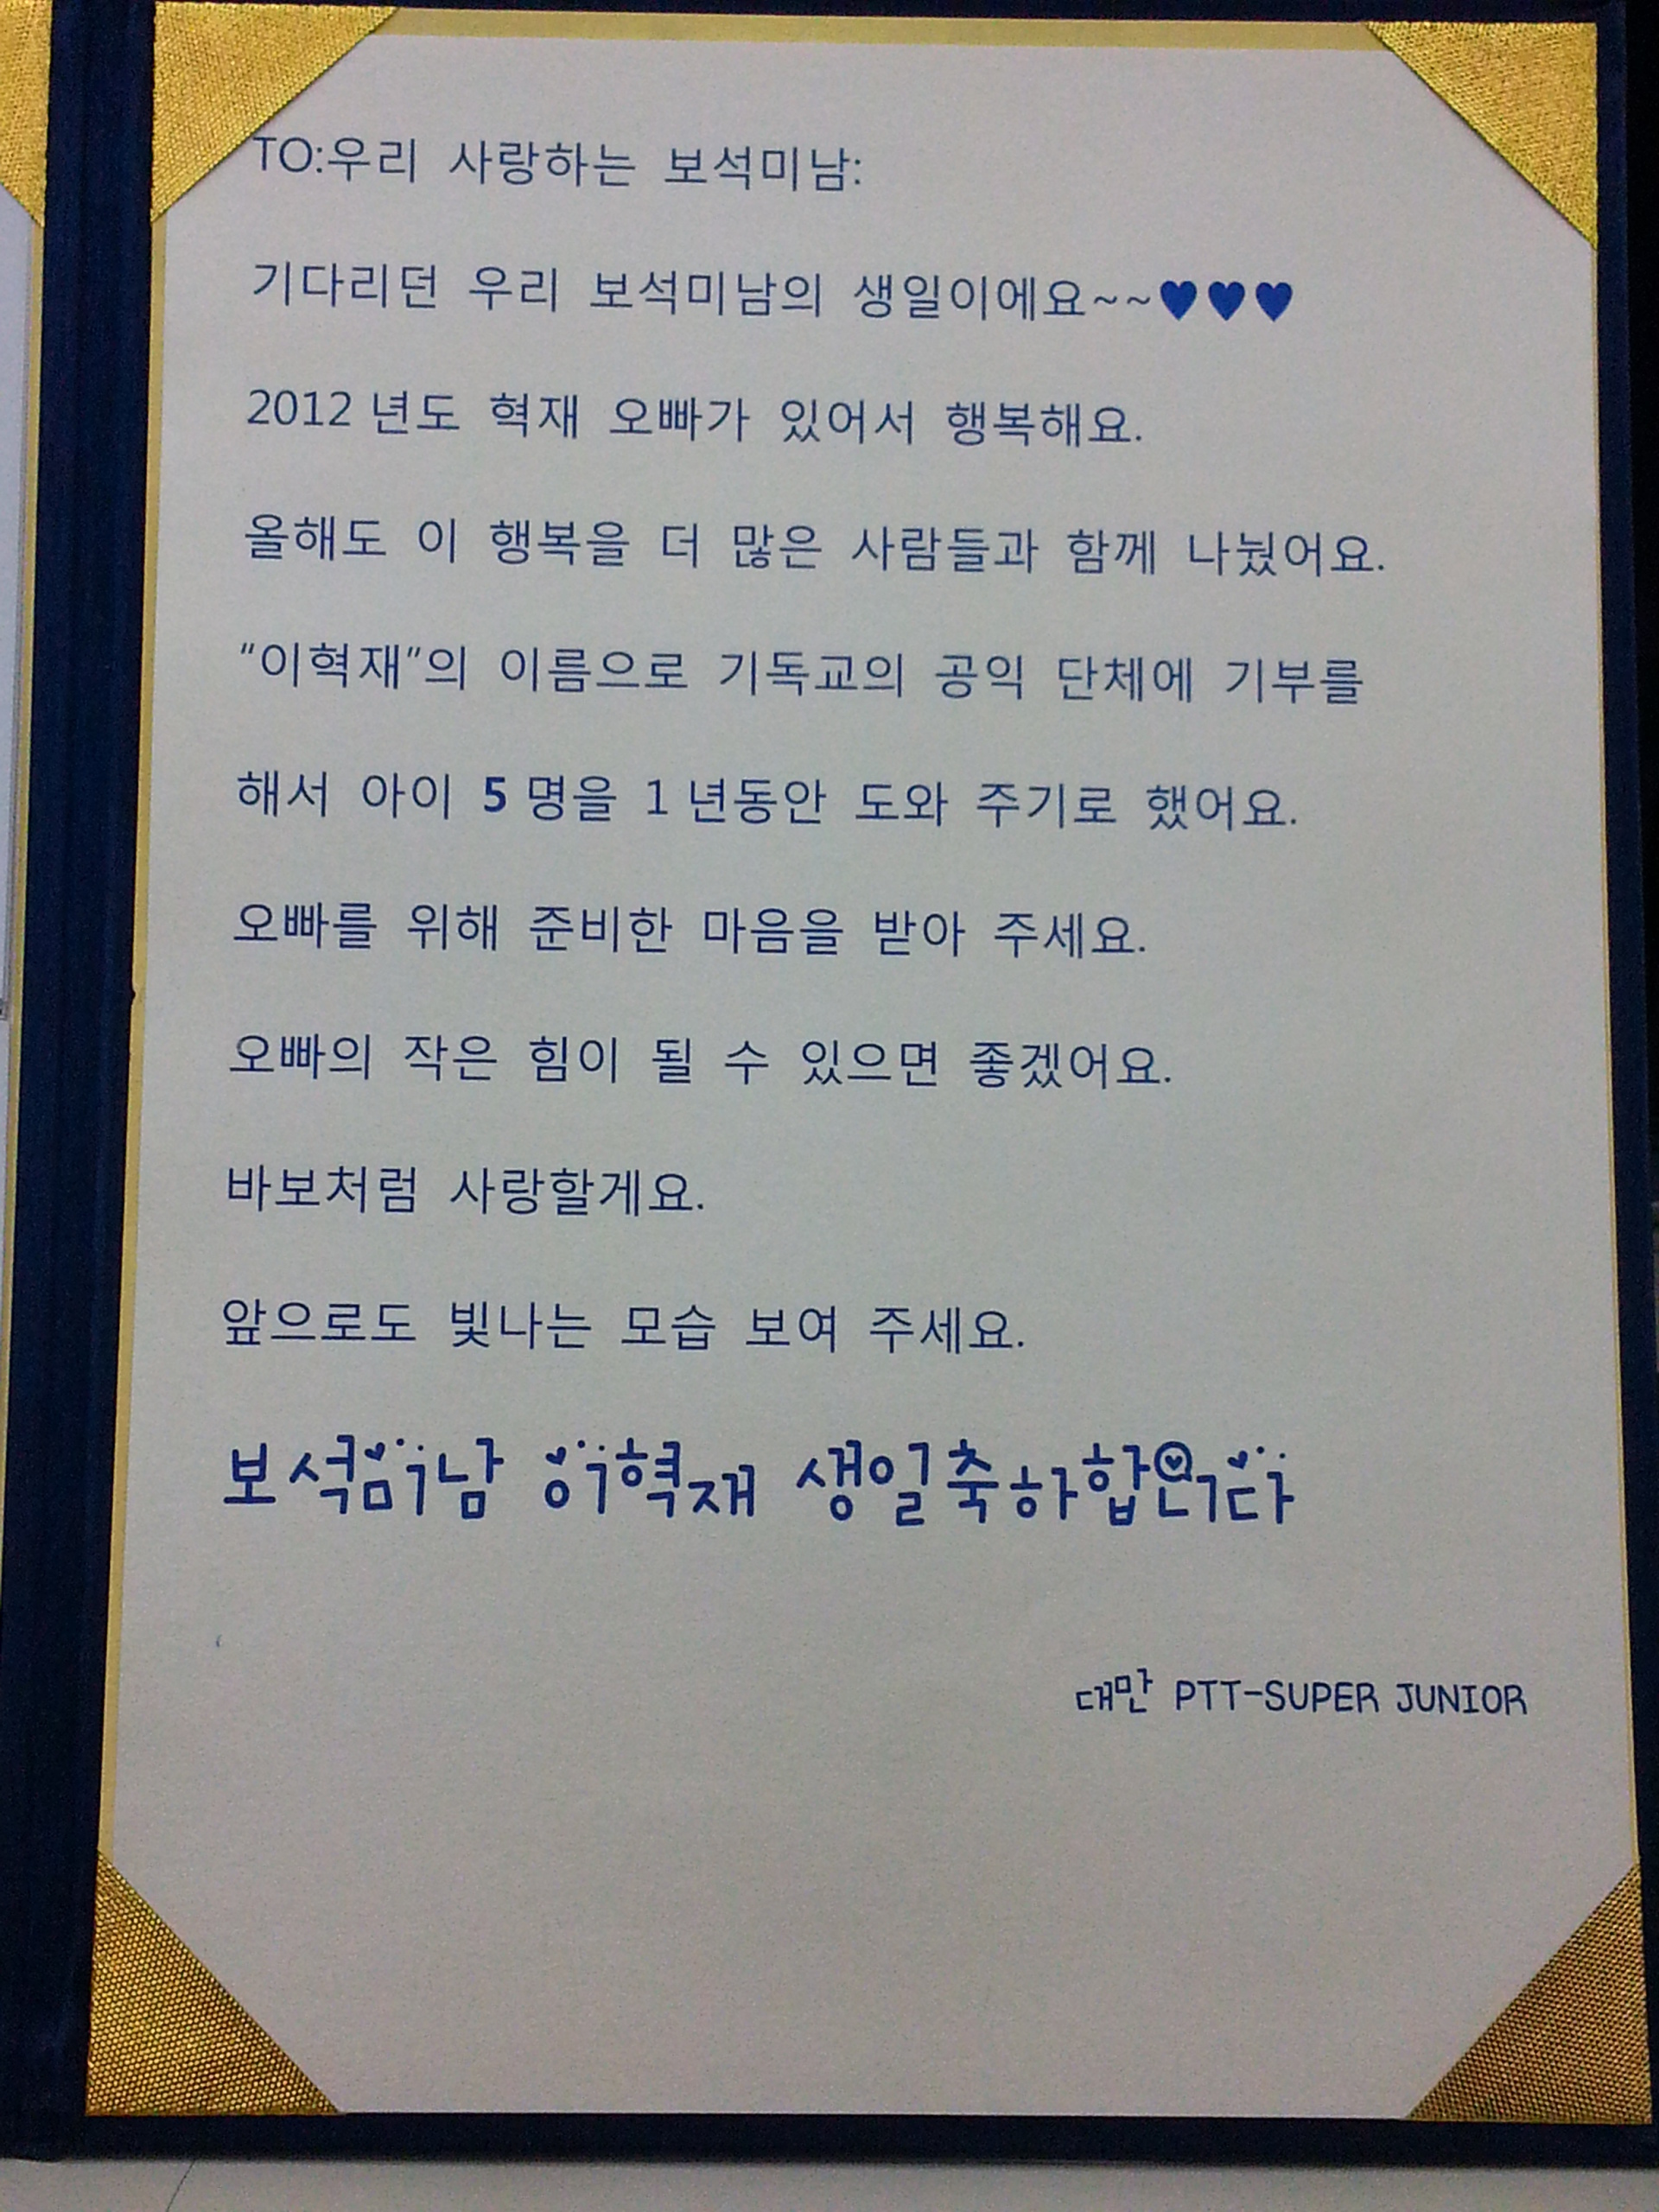 TO:우리 사랑하는 보석미남:
기다리던 우리 보석미남의 생일이에요~~♥♥♥
2012 년도 혁재 오빠가 있어서 행복해요.
올해도 이 행복을 더 많은 사람들과 함께 나눴어요.
“이혁재”의 이름으로 기독교의 공익 단체에 기부를
해서 아이 5 명을 1 년동안 도와 주기로 했어요.
오빠를 위해 준비한 마음을 받아 주세요.
오빠의 작은 힘이 될 수 있으면 좋겠어요.
바보처럼 사랑할게요.
앞으로도 빛나는 모습 보여 주세요.
보석미남 이혁재 생일축하합니다
대만 PTT-SUPER JUNIOR